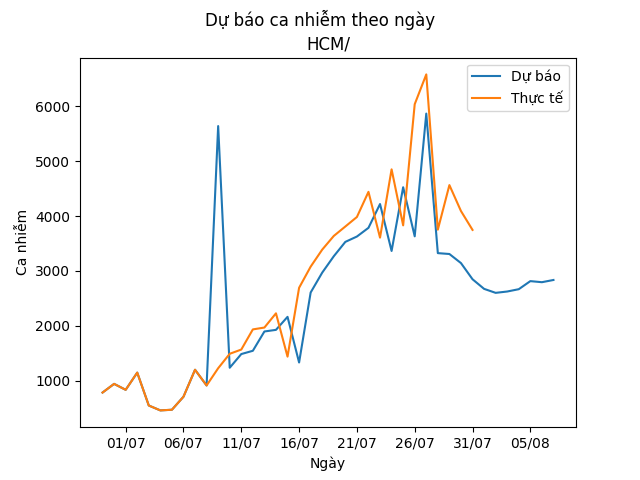 Dự báo ca nhiễm theo ngày
HCM/
Dự báo
Thực tế
6000
5000
4000
3000
2000
1000
Ca nhiễm
01/07 06/07 11/07 16/07 21/07 26/07 31/07 05/08
Ngày